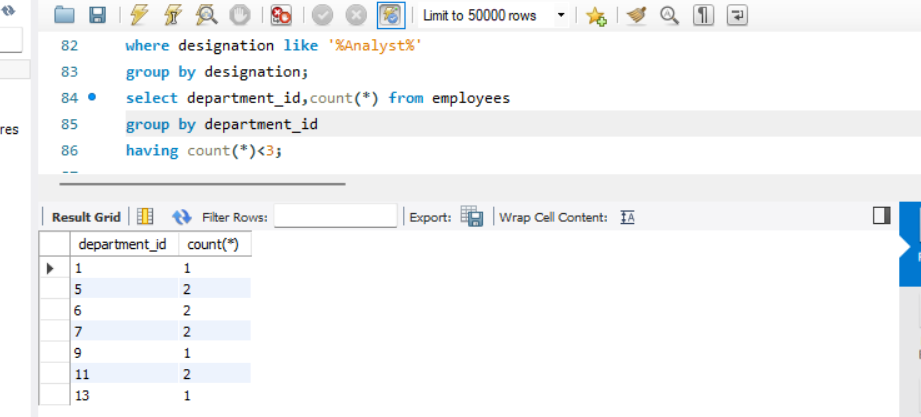 Limit to 50000 rows
82 where designation like '%Analyst%'
83 group by designation;
84 select department_id,count(*) from employees
res
85 group by department_id
86 having count(*)<3;
Result Grid Filter Rows: Export: Wrap Cell Content: IA
department_id count(*)
1 1
5 2
6 2
7 2
9 1
11 2
13 1